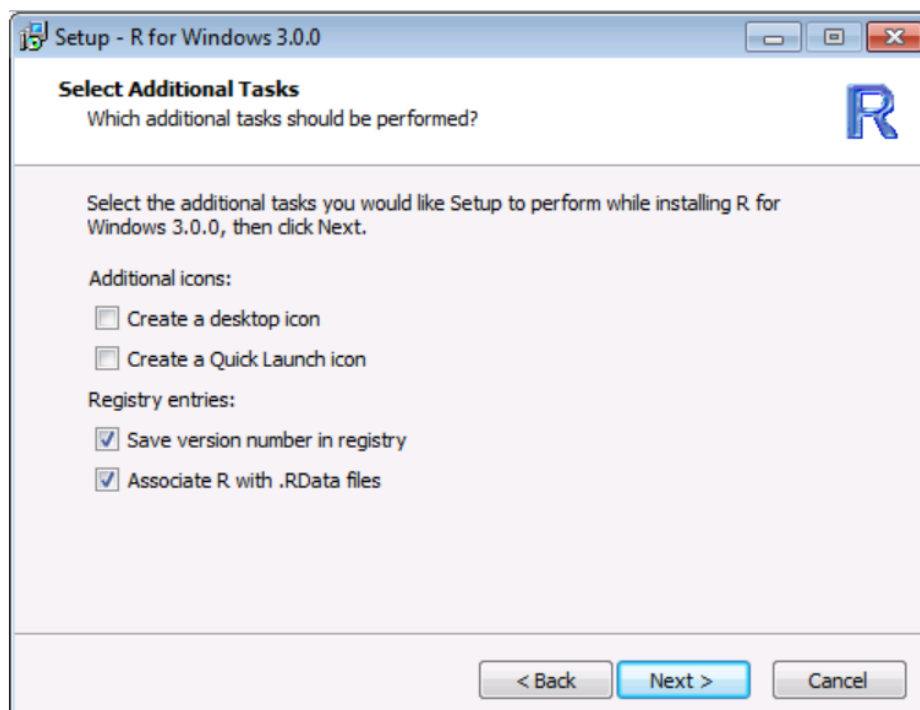 Setup - R for Windows 3.0.0
Select Additional Tasks
Which additional tasks should be performed?
R
Select the additional tasks you would like Setup to perform while installing R for
Windows 3.0.0, then click Next.
Additional icons:
Create a desktop icon
Create a Quick Launch icon
Registry entries:
Save version number in registry
Associate R with .RData files
< Back
Next >
Cancel